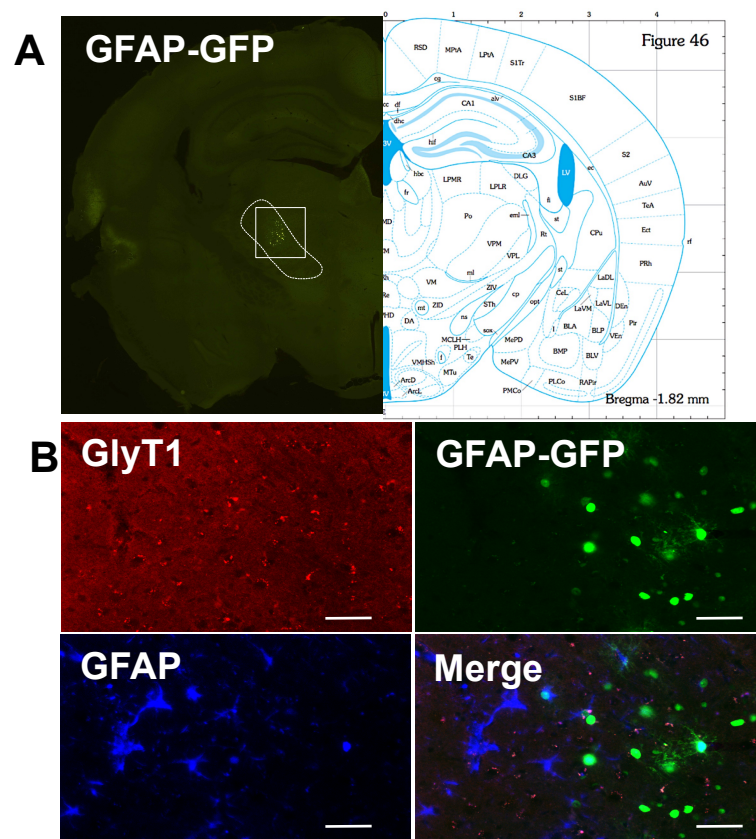 A
GFAP-GFP
Figure 46
0 1 2 3 4
RSD
MPtA
LPtA
S1Tr
S1BF
cg
cc
df
alv
CA1
dhc
3V
hif
CA3
LV
ec
S2
AuV
TeA
Ect
rf
PRh
hbc
fr
LPMR
LPLR
DLG
fi
st
MD
Po
eml
Rt
CPu
VPM
VPL
CM
ml
st
Rh
VM
ZIV
cp
opt
CeL
LaDL
Re
mt
ZID
STh
LaVM
LaVL
DEn
PHD
DA
ns
sox
I
BLA
BLP
VEn
Pir
MCLH
PLH
MePD
BMP
BLV
VMHSh
f
Te
MePV
ArcD
MTu
PLCo
RAPir
ArcL
PMCo
Bregma -1.82 mm
B
GlyT1
GFAP-GFP
GFAP
Merge